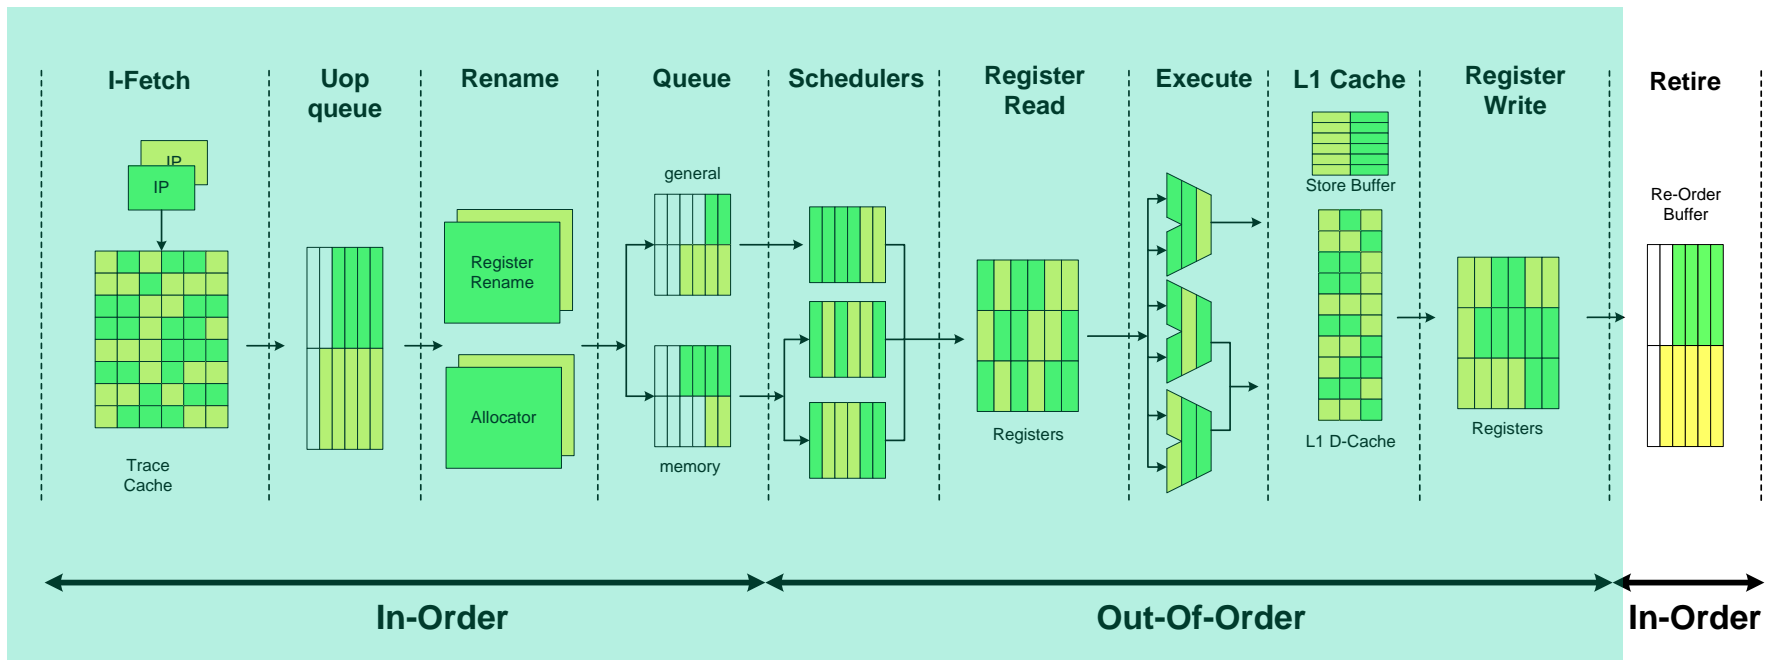 I-Fetch
Uop
queue
Rename
Queue
Schedulers
Register
Read
Execute
L1 Cache
Register
Write
Retire
IP
IP
Trace
Cache
Register
Rename
Allocator
general
memory
Registers
Store Buffer
L1 D-Cache
Registers
Re-Order
Buffer
In-Order
Out-Of-Order
In-Order